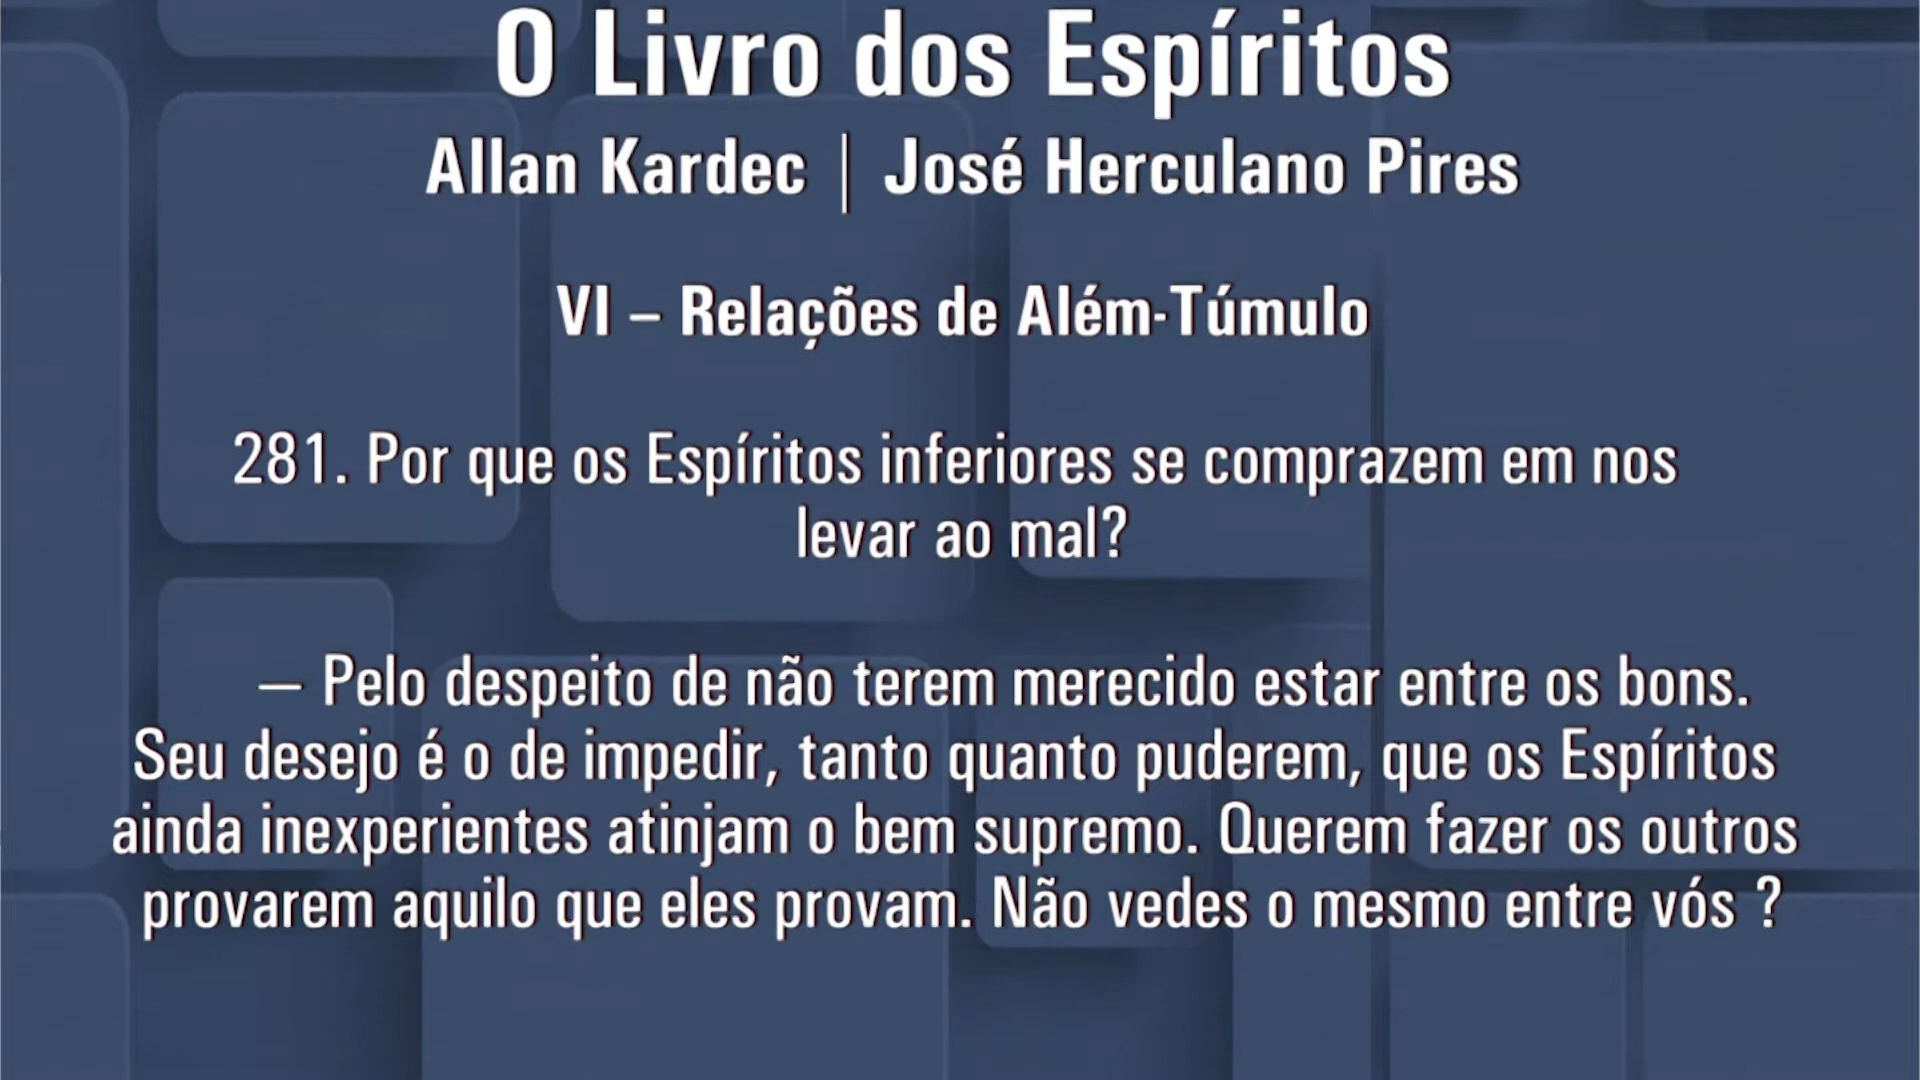 O Livro dos Espíritos
Allan Kardec | José Herculano Pires
VI – Relações de Além-Túmulo
281. Por que os Espíritos inferiores se comprazem em nos
levar ao mal?
— Pelo despeito de não terem merecido estar entre os bons.
Seu desejo é o de impedir, tanto quanto puderem, que os Espíritos
ainda inexperientes atinjam o bem supremo. Querem fazer os outros
provarem aquilo que eles provam. Não vedes o mesmo entre vós ?